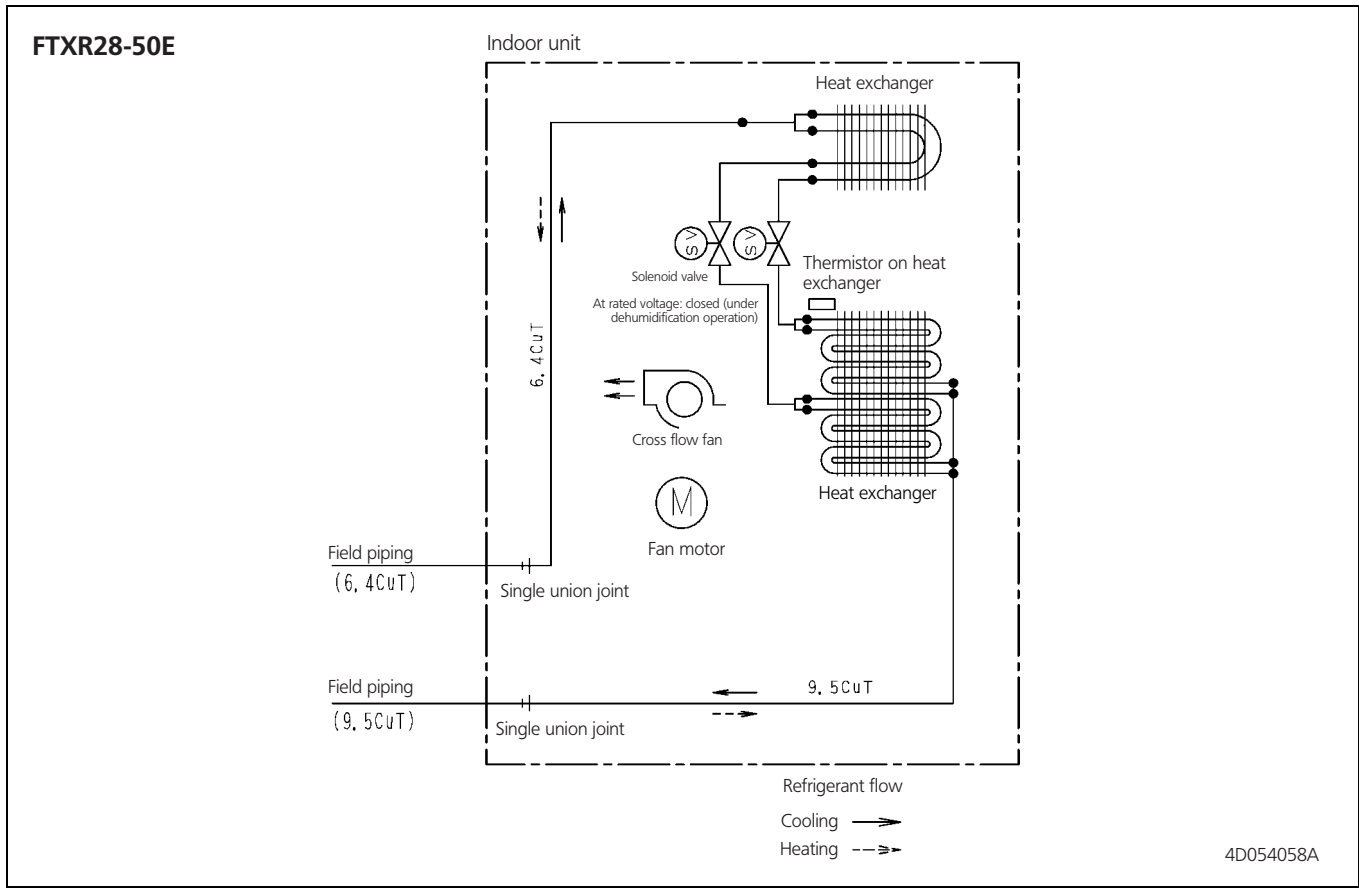 FTXR28-50E
Indoor unit
Heat exchanger
S V
S V
Solenoid valve
Thermistor on heat
exchanger
At rated voltage: closed (under
dehumidification operation)
6. 4CuT
Cross flow fan
M
Fan motor
Heat exchanger
Field piping
(6, 4CuT)
Single union joint
Field piping
(9, 5CuT)
Single union joint
9. 5CuT
Refrigerant flow
Cooling
Heating
4D054058A